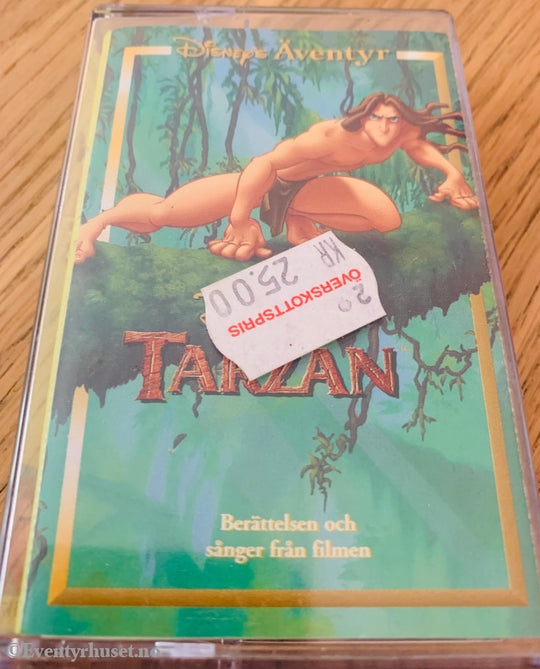 Disney's Äventyr
2°
KR 25.00
ÖVERSKOTTSPRIS
TARZAN
Berättelsen och
sånger från filmen
©Eventyrhuset.no